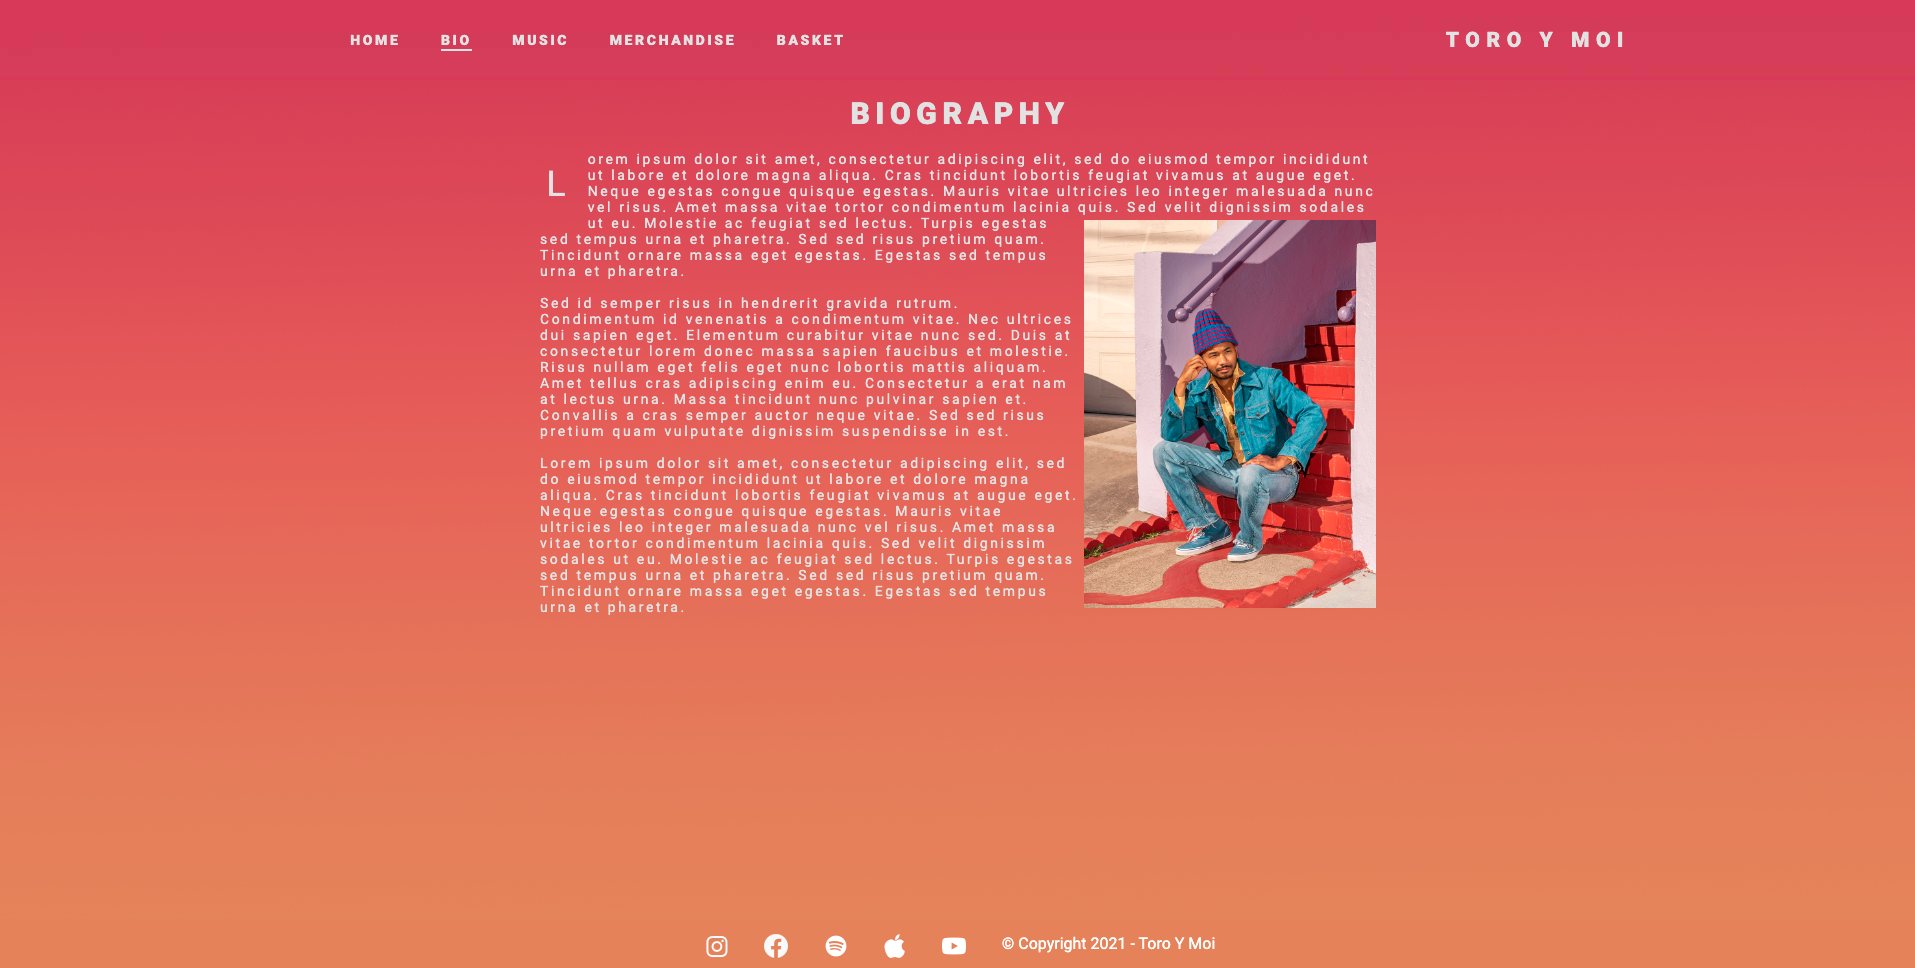 HOME BIO MUSIC MERCHANDISE BASKET TORO Y MOI
BIOGRAPHY
Lorem ipsum dolor sit amet, consectetur adipiscing elit, sed do eiusmod tempor incididunt
ut labore et dolore magna aliqua. Cras tincidunt lobortis feugiat vivamus at augue eget.
Neque egestas congue quisque egestas. Mauris vitae ultricies leo integer malesuada nunc
vel risus. Amet massa vitae tortor condimentum lacinia quis. Sed velit dignissim sodales
ut eu. Molestie ac feugiat sed lectus. Turpis egestas
sed tempus urna et pharetra. Sed sed risus pretium quam.
Tincidunt ornare massa eget egestas. Egestas sed tempus
urna et pharetra.
Sed id semper risus in hendrerit gravida rutrum.
Condimentum id venenatis a condimentum vitae. Nec ultrices
dui sapien eget. Elementum curabitur vitae nunc sed. Duis at
consectetur lorem donec massa sapien faucibus et molestie.
Risus nullam eget felis eget nunc lobortis mattis aliquam.
Amet tellus cras adipiscing enim eu. Consectetur a erat nam
at lectus urna. Massa tincidunt nunc pulvinar sapien et.
Convallis a cras semper auctor neque vitae. Sed sed risus
pretium quam vulputate dignissim suspendisse in est.
Lorem ipsum dolor sit amet, consectetur adipiscing elit, sed
do eiusmod tempor incididunt ut labore et dolore magna
aliqua. Cras tincidunt lobortis feugiat vivamus at augue eget.
Neque egestas congue quisque egestas. Mauris vitae
ultricies leo integer malesuada nunc vel risus. Amet massa
vitae tortor condimentum lacinia quis. Sed velit dignissim
sodales ut eu. Molestie ac feugiat sed lectus. Turpis egestas
sed tempus urna et pharetra. Sed sed risus pretium quam.
Tincidunt ornare massa eget egestas. Egestas sed tempus
urna et pharetra.
© Copyright 2021 - Toro Y Moi